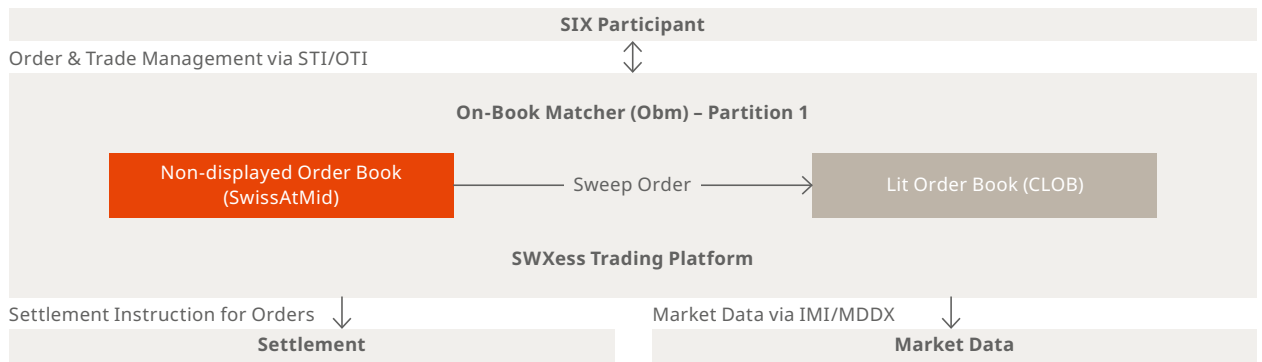 SIX Participant
Order & Trade Management via STI/OTI
On-Book Matcher (Obm) – Partition 1
Non-displayed Order Book
(SwissAtMid)
Sweep Order
Lit Order Book (CLOB)
SWXess Trading Platform
Settlement Instruction for Orders
Market Data via IMI/MDDX
Settlement
Market Data